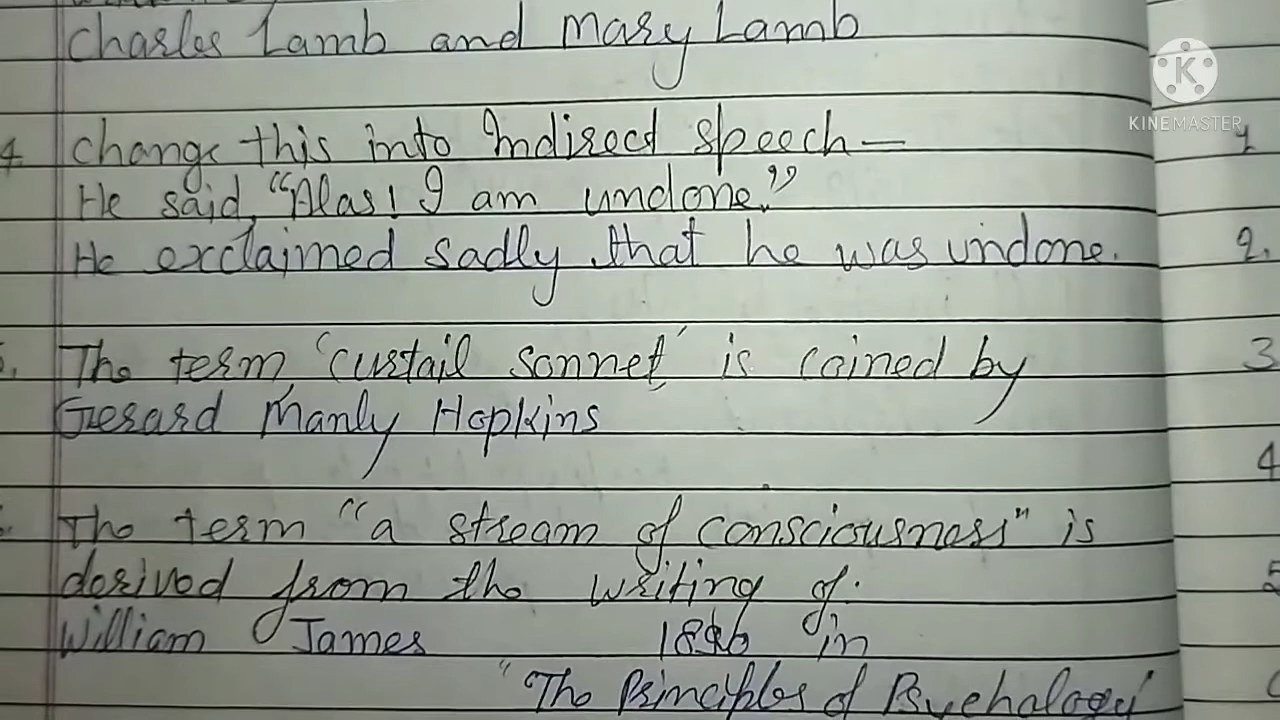 Charles Lamb and Mary Lamb
KINEMASTER
4. Change this into Indirect speech—
He said, "Alas! I am undone."
He exclaimed sadly that he was undone.
The term 'curtail sonnet' is coined by
Gerard Manly Hopkins
The term "a stream of consciousness" is
derived from the writing of.
William James in
"The Principles of Psychology"
1
2.
3
4
5